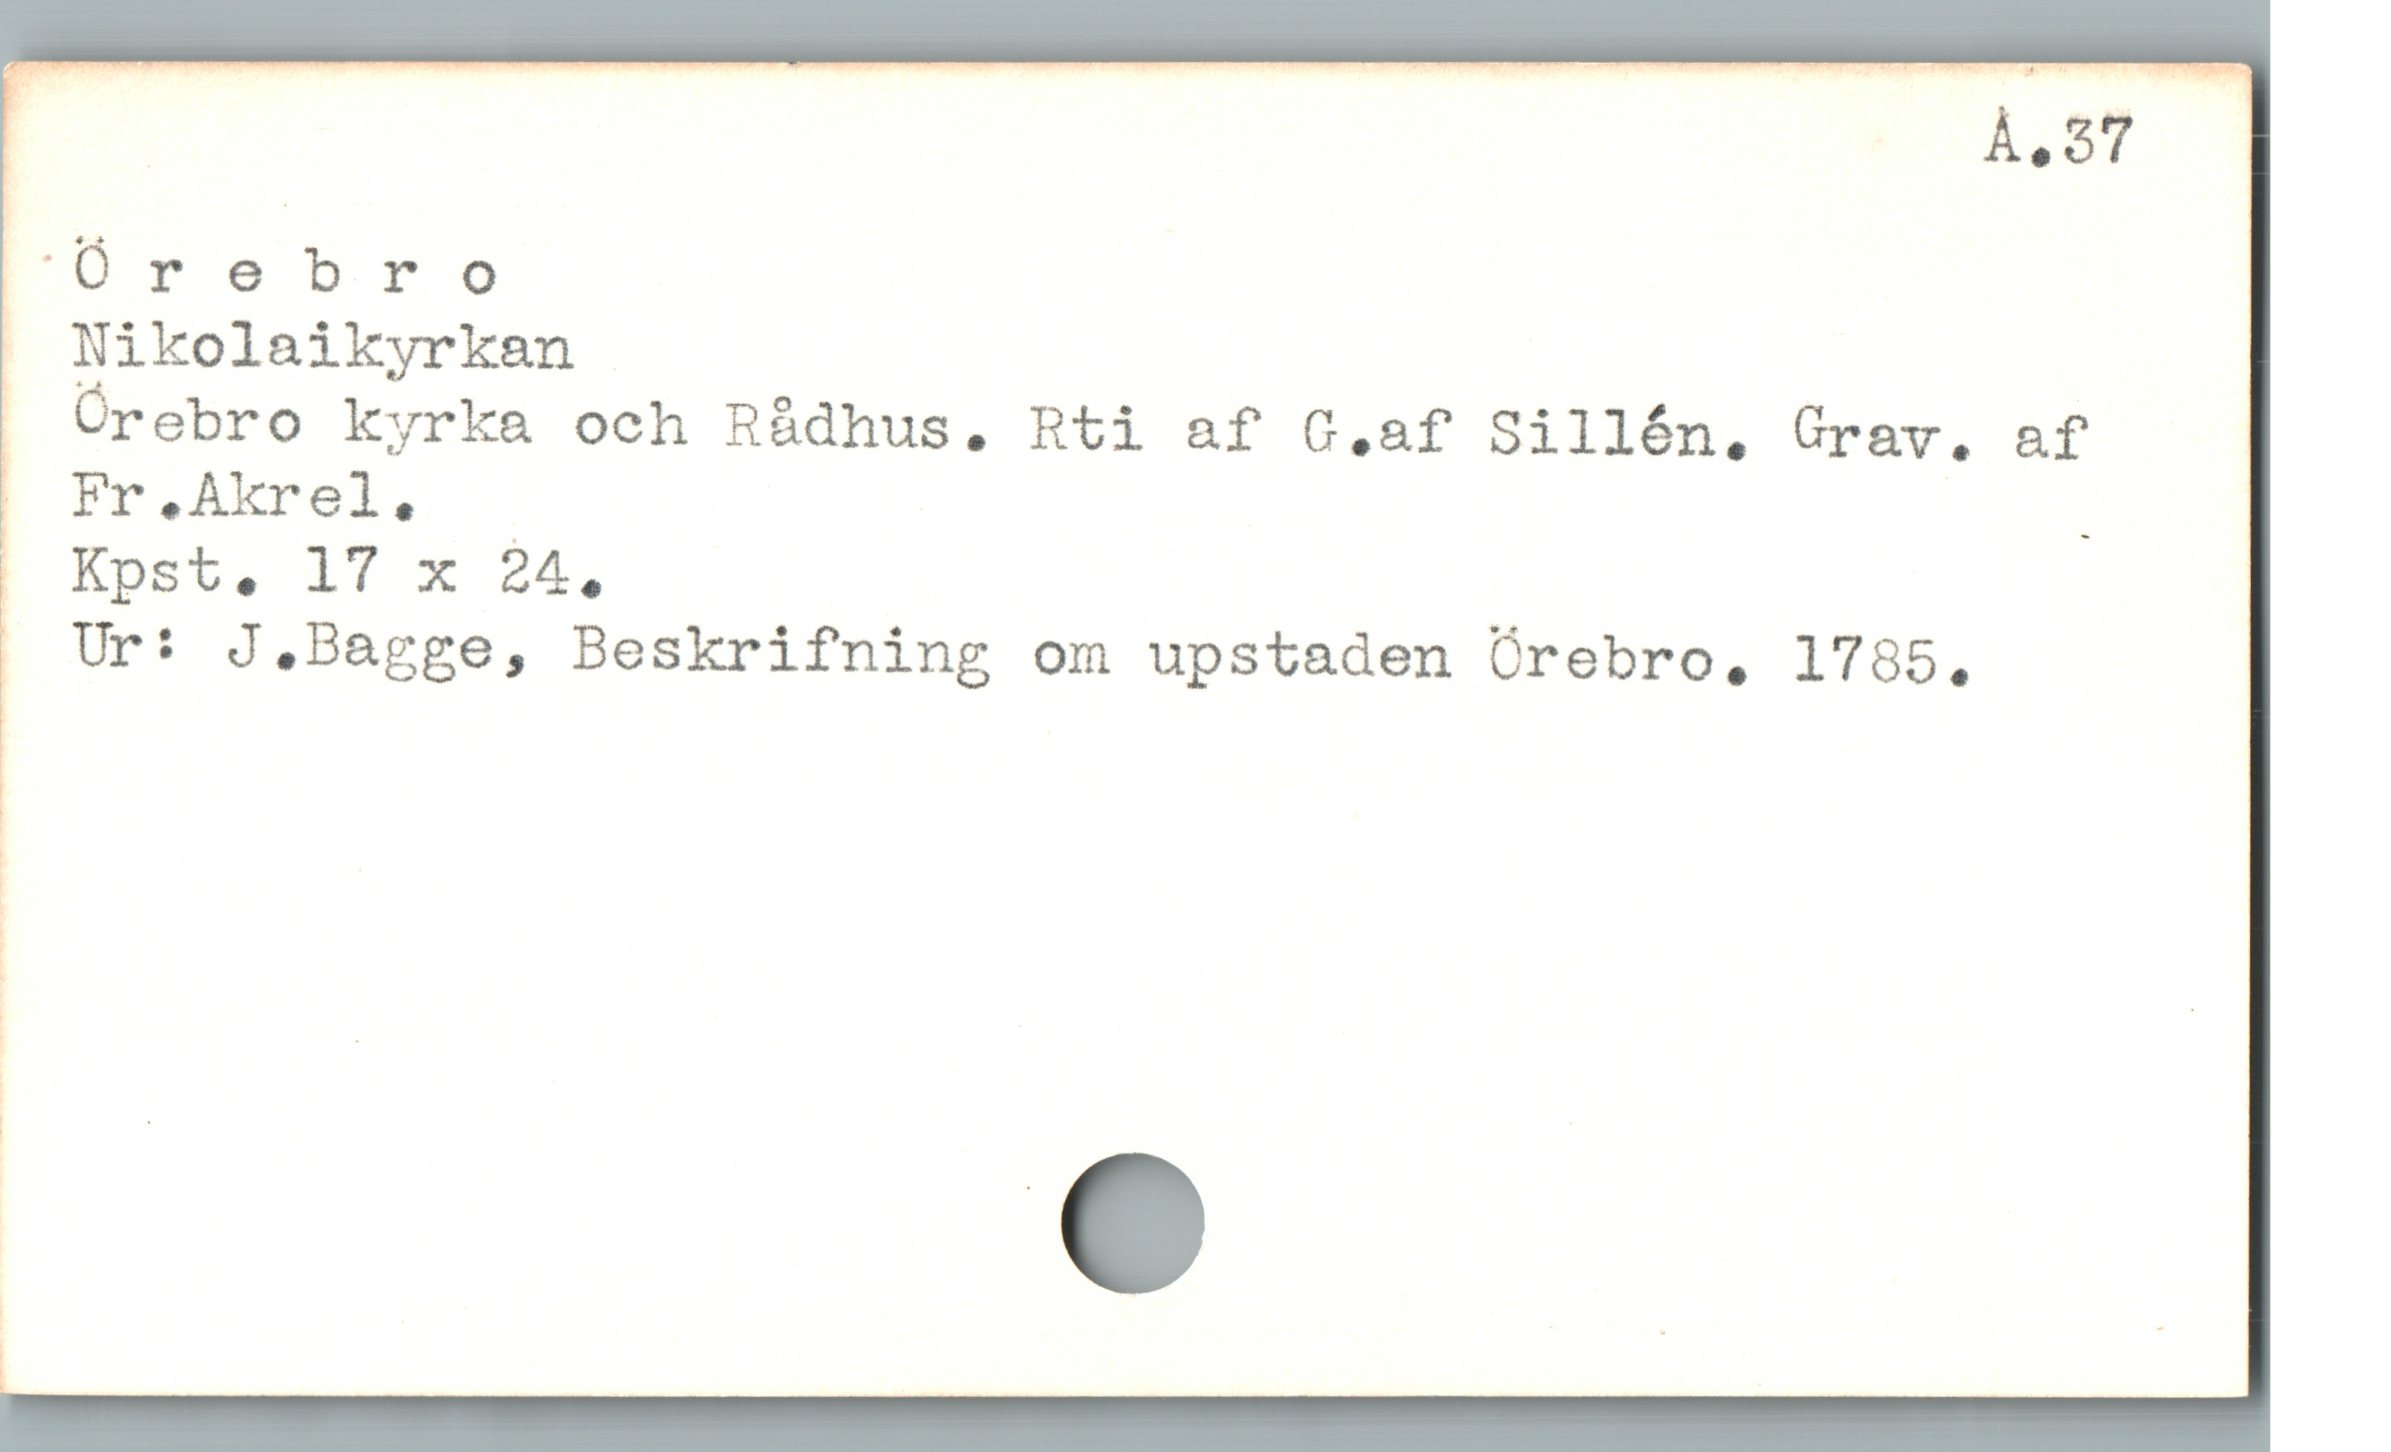 A.37
Ö r e b r o
Nikolaikyrkan
Örebro kyrka och Rådhus. Rti af G.af Sillén. Grav. af
Fr.Akrel.
Kpst. 17 x 24.
Ur: J.Bagge, Beskrifning om upstaden Örebro. 1785.